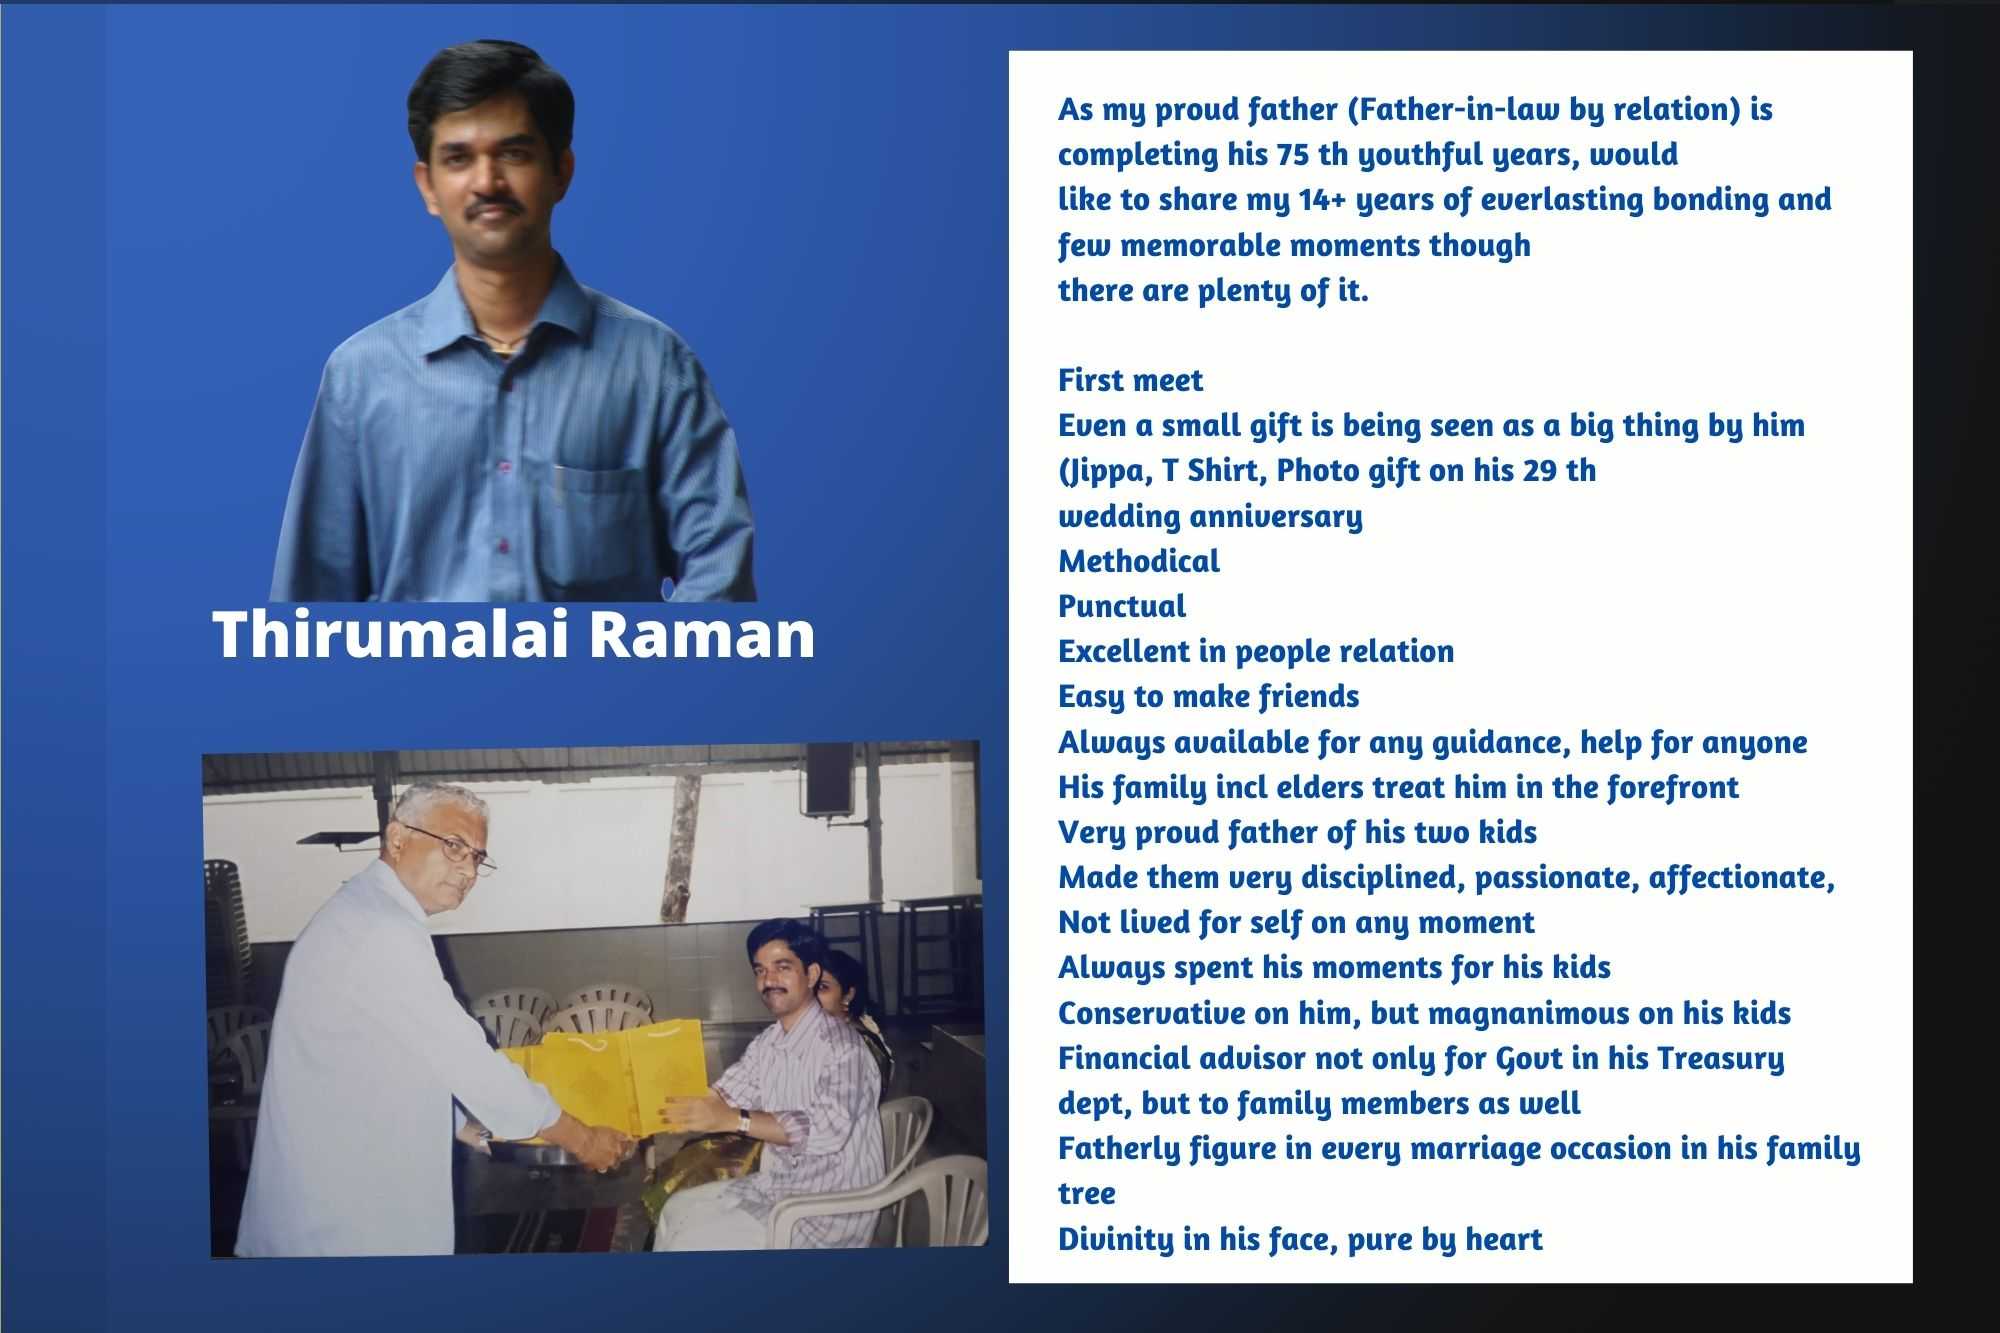 Thirumalai Raman
As my proud father (Father-in-law by relation) is
completing his 75 th youthful years, would
like to share my 14+ years of everlasting bonding and
few memorable moments though
there are plenty of it.
First meet
Even a small gift is being seen as a big thing by him
(Jippa, T Shirt, Photo gift on his 29 th
wedding anniversary
Methodical
Punctual
Excellent in people relation
Easy to make friends
Always available for any guidance, help for anyone
His family incl elders treat him in the forefront
Very proud father of his two kids
Made them very disciplined, passionate, affectionate,
Not lived for self on any moment
Always spent his moments for his kids
Conservative on him, but magnanimous on his kids
Financial advisor not only for Govt in his Treasury
dept, but to family members as well
Fatherly figure in every marriage occasion in his family
tree
Divinity in his face, pure by heart